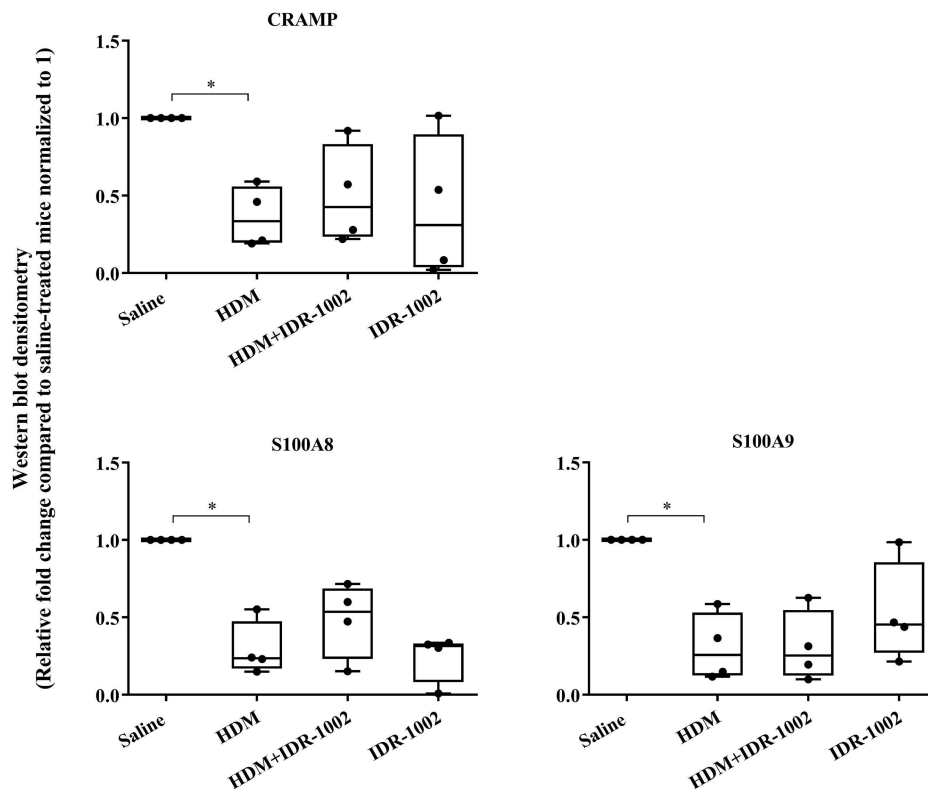 Western blot densitometry
(Relative fold change compared to saline-treated mice normalized to 1)
CRAMP
1.5
1.0
0.5
0.0
*
Saline
HDM
HDM+IDR-1002
IDR-1002
S100A8
1.5
1.0
0.5
0.0
*
Saline
HDM
HDM+IDR-1002
IDR-1002
S100A9
1.5
1.0
0.5
0.0
*
Saline
HDM
HDM+IDR-1002
IDR-1002